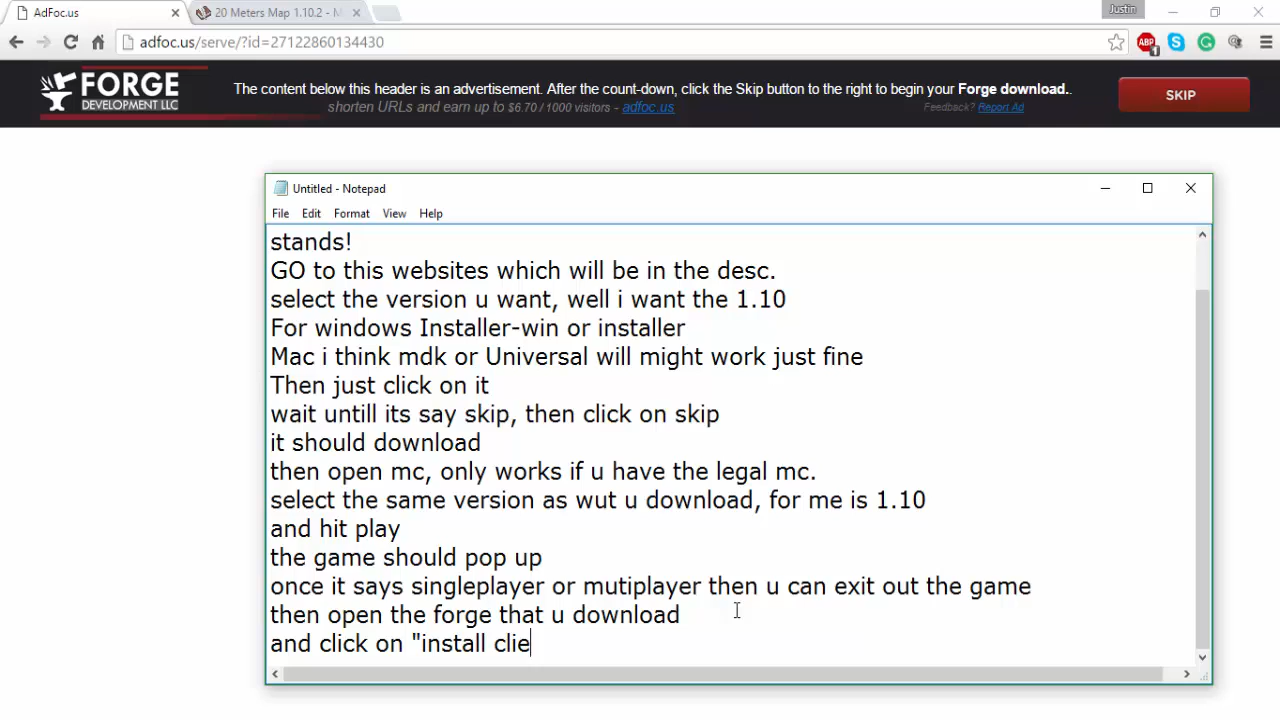 AdFoc.us
20 Meters Map 1.10.2 - M
Justin
adfoc.us/serve/?id=27122860134430
ABP
1
FORGE
DEVELOPMENT LLC
The content below this header is an advertisement. After the count-down, click the Skip button to the right to begin your Forge download..
shorten URLs and earn up to $6.70 / 1000 visitors - adfoc.us
Feedback? Report Ad
SKIP
Untitled - Notepad
File Edit Format View Help
stands!
GO to this websites which will be in the desc.
select the version u want, well i want the 1.10
For windows Installer-win or installer
Mac i think mdk or Universal will might work just fine
Then just click on it
wait untill its say skip, then click on skip
it should download
then open mc, only works if u have the legal mc.
select the same version as wut u download, for me is 1.10
and hit play
the game should pop up
once it says singleplayer or mutiplayer then u can exit out the game
then open the forge that u download
and click on "install clie